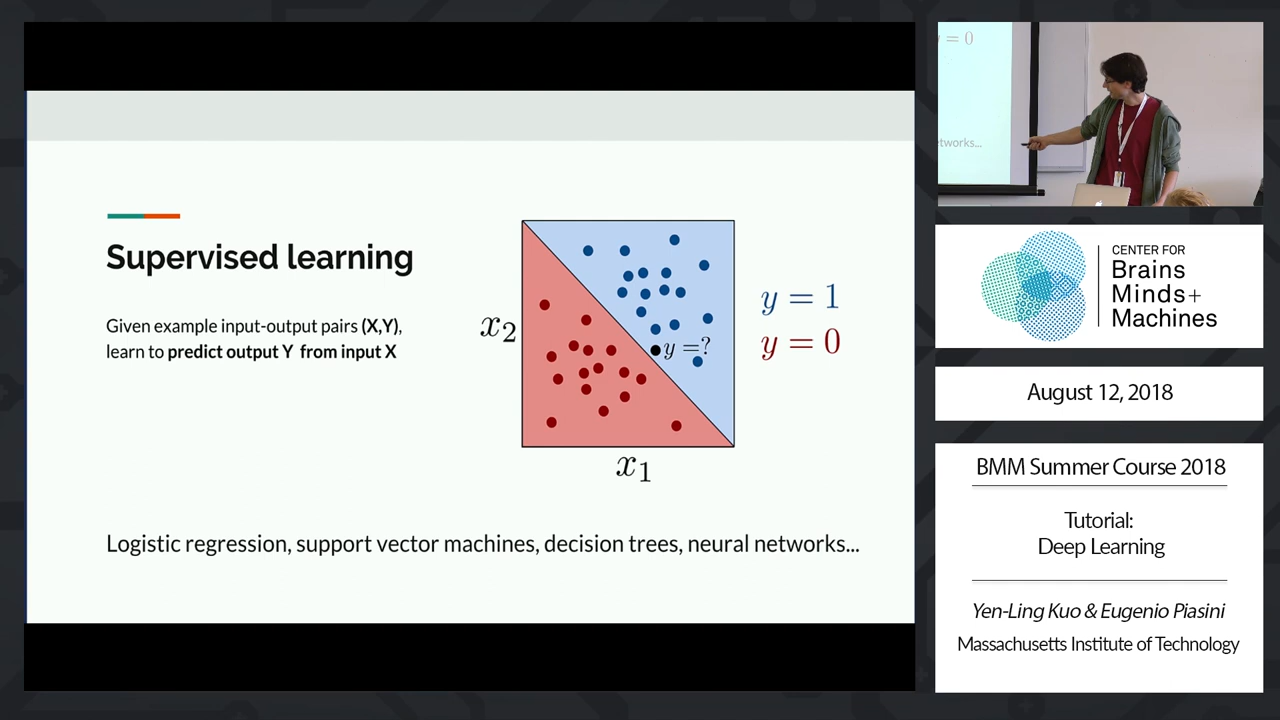 Supervised learning
Given example input-output pairs (X,Y),
learn to predict output Y from input X
x2
x1
y =?
y = 1
y = 0
Logistic regression, support vector machines, decision trees, neural networks...
= 0
etworks...
CENTER FOR
Brains
Minds+
Machines
August 12, 2018
BMM Summer Course 2018
Tutorial:
Deep Learning
Yen-Ling Kuo & Eugenio Piasini
Massachusetts Institute of Technology